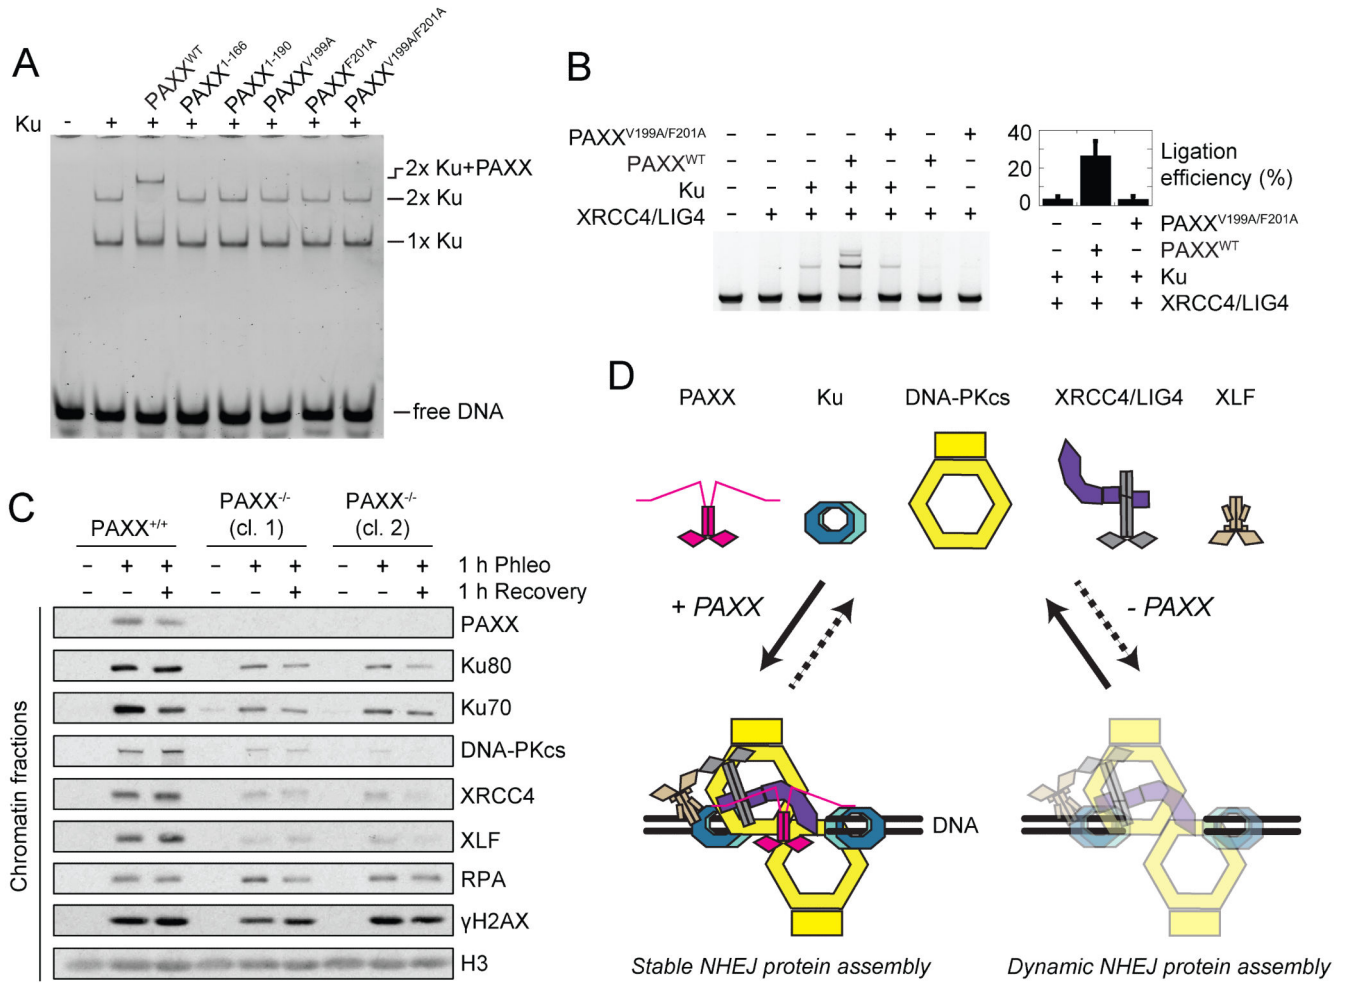 A
PAXXWT
PAXX1-166
PAXX1-190
PAXXV199A
PAXXF201A
PAXXV199A/F201A
Ku - + + + + + + +
2x Ku+PAXX
2x Ku
1x Ku
free DNA
B
PAXXV199A/F201A - - - - + - +
PAXXWT - - - + - + -
Ku - - + + + - -
XRCC4/LIG4 - + + + + + +
40
20
0
Ligation
efficiency (%)
- - + PAXXV199A/F201A
- + - PAXXWT
+ + + Ku
+ + + XRCC4/LIG4
C
PAXX+/+
PAXX-/-
(cl. 1)
PAXX-/-
(cl. 2)
- + + - + + - + + 1 h Phleo
- - + - - + - - + 1 h Recovery
Chromatin fractions
PAXX
Ku80
Ku70
DNA-PKcs
XRCC4
XLF
RPA
γH2AX
H3
D
PAXX Ku DNA-PKcs XRCC4/LIG4 XLF
+ PAXX
- PAXX
DNA
Stable NHEJ protein assembly
Dynamic NHEJ protein assembly